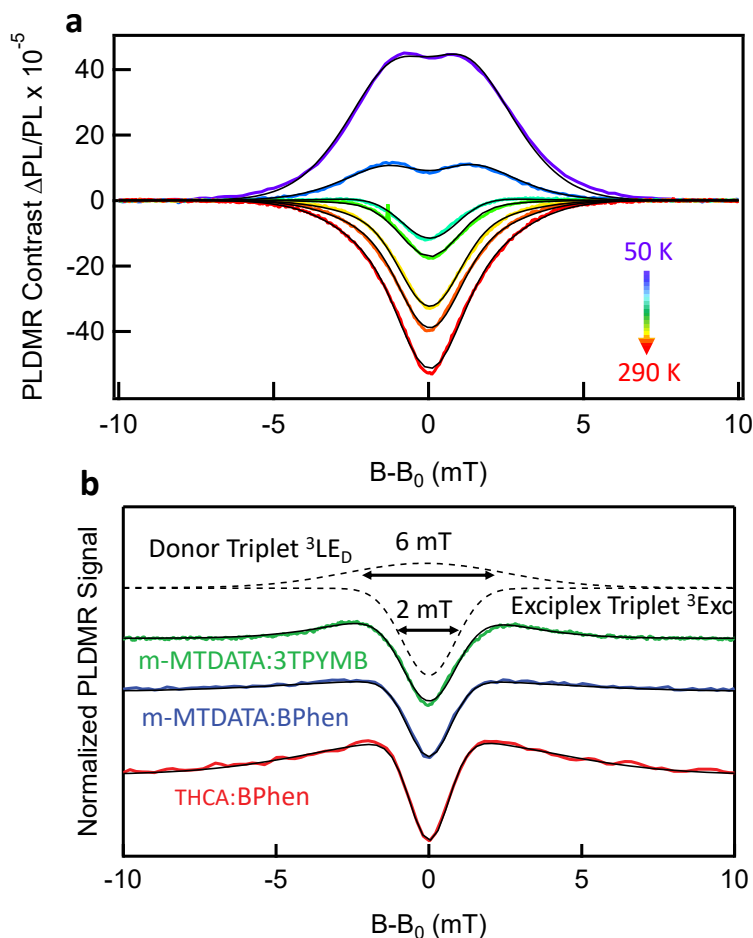 a
PLDMR Contrast ΔPL/PL x 10⁻⁵
40
20
0
-20
-40
50 K
290 K
-10
-5
0
5
10
B-B₀ (mT)
b
Normalized PLDMR Signal
Donor Triplet ³LE_D
6 mT
2 mT
Exciplex Triplet ³Exc
m-MTDATA:3TPYMB
m-MTDATA:BPhen
THCA:BPhen
-10
-5
0
5
10
B-B₀ (mT)